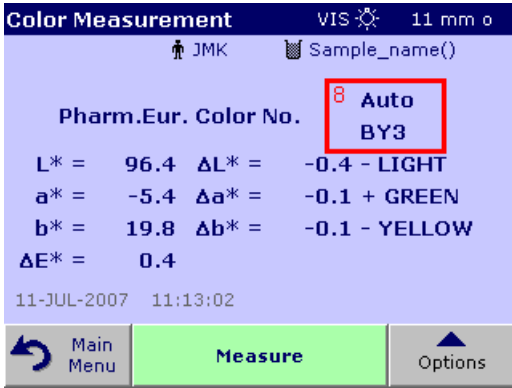 Color Measurement VIS 11 mm o
JMK Sample_name()
8 Auto
Pharm.Eur. Color No.
BY3
L* = 96.4 ΔL* = -0.4 - LIGHT
a* = -5.4 Δa* = -0.1 + GREEN
b* = 19.8 Δb* = -0.1 - YELLOW
ΔE* = 0.4
11-JUL-2007 11:13:02
Main
Menu
Measure
Options